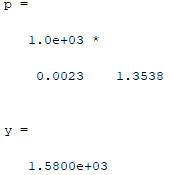 p =
1.0e+03 *
0.0023 1.3538
y =
1.5800e+03